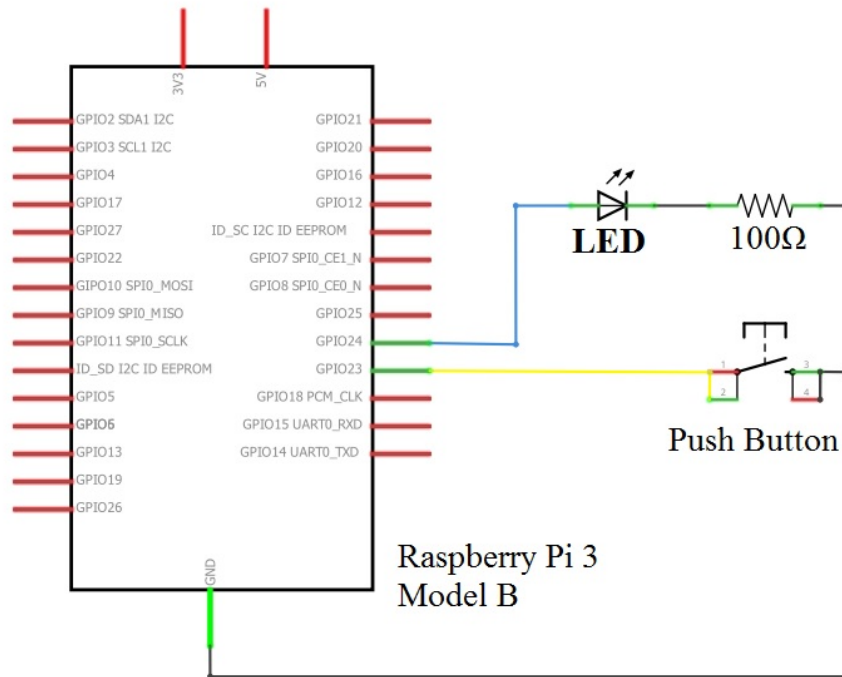 3V3
5V
GPIO2 SDA1 I2C
GPIO3 SCL1 I2C
GPIO4
GPIO17
GPIO27
GPIO22
GIPO10 SPI0_MOSI
GPIO9 SPI0_MISO
GPIO11 SPI0_SCLK
ID_SD I2C ID EEPROM
GPIO5
GPIO6
GPIO13
GPIO19
GPIO26
GPIO21
GPIO20
GPIO16
GPIO12
ID_SC I2C ID EEPROM
GPIO7 SPI0_CE1_N
GPIO8 SPI0_CE0_N
GPIO25
GPIO24
GPIO23
GPIO18 PCM_CLK
GPIO15 UART0_RXD
GPIO14 UART0_TXD
GND
LED
100Ω
1
3
2
4
Push Button
Raspberry Pi 3
Model B